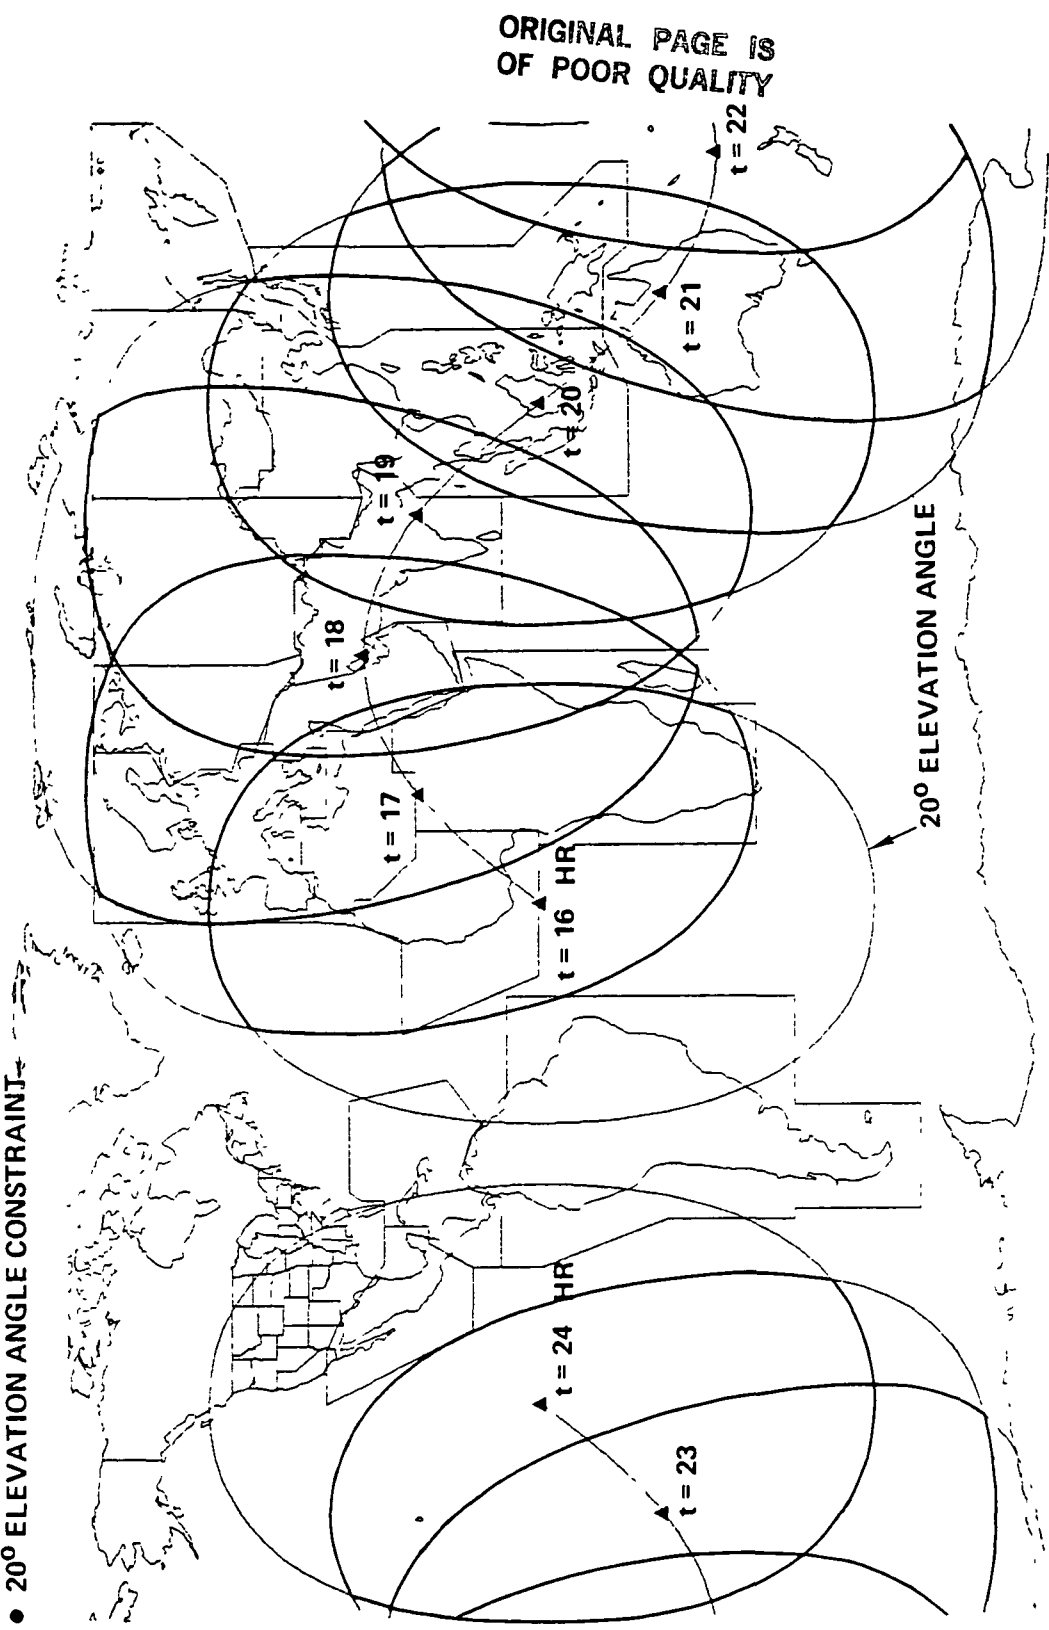 ORIGINAL PAGE IS
OF POOR QUALITY
• 20° ELEVATION ANGLE CONSTRAINT
t = 16 HR
t = 17
t = 18
t = 19
t = 20
t = 21
t = 22
t = 23
t = 24 HR
20° ELEVATION ANGLE